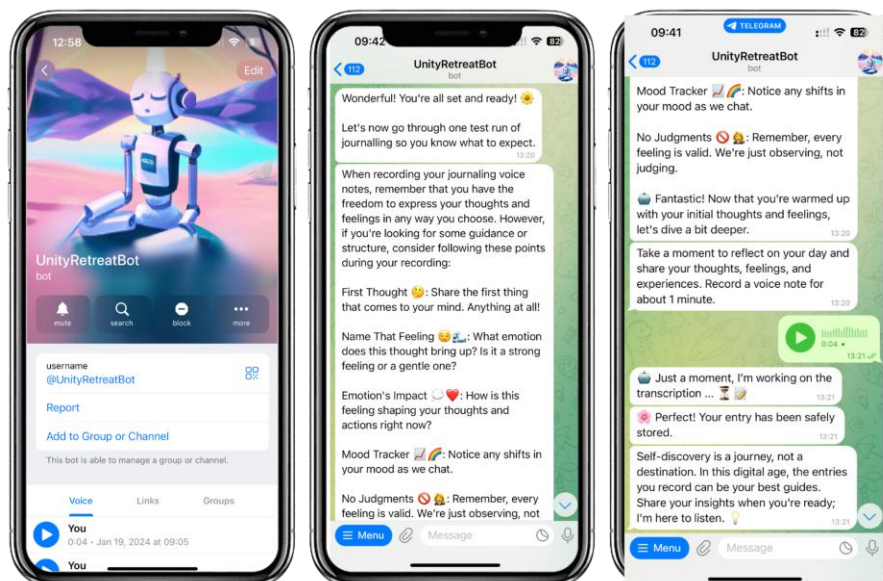 12:58
Edit
UnityRetreatBot
bot
mute
search
block
more
username
@UnityRetreatBot
Report
Add to Group or Channel
This bot is able to manage a group or channel.
Voice
Links
Groups
You
0:04 • Jan 19, 2024 at 09:05
You
09:42
82
112
UnityRetreatBot
bot
Wonderful! You're all set and ready! 🌞
Let's now go through one test run of
journalling so you know what to expect.
13:20
When recording your journaling voice
notes, remember that you have the
freedom to express your thoughts and
feelings in any way you choose. However,
if you're looking for some guidance or
structure, consider following these points
during your recording:
First Thought 🤔: Share the first thing
that comes to your mind. Anything at all!
Name That Feeling 😌🌊: What emotion
does this thought bring up? Is it a strong
feeling or a gentle one?
Emotion's Impact 💭❤️: How is this
feeling shaping your thoughts and
actions right now?
Mood Tracker 📈🌈: Notice any shifts in
your mood as we chat.
No Judgments 🚫🙅: Remember, every
feeling is valid. We're just observing, not
Menu
Message
09:41
TELEGRAM
82
112
UnityRetreatBot
bot
Mood Tracker 📈🌈: Notice any shifts in
your mood as we chat.
No Judgments 🚫🙅: Remember, every
feeling is valid. We're just observing, not
judging.
🤖 Fantastic! Now that you're warmed up
with your initial thoughts and feelings,
let's dive a bit deeper.
13:20
Take a moment to reflect on your day and
share your thoughts, feelings, and
experiences. Record a voice note for
about 1 minute.
13:20
0:04
13:21
🤖 Just a moment, I'm working on the
transcription ... ⏳📝
13:21
🌸 Perfect! Your entry has been safely
stored.
13:21
Self-discovery is a journey, not a
destination. In this digital age, the entries
you record can be your best guides.
Share your insights when you're ready;
I'm here to listen. 💡
13:21
Menu
Message